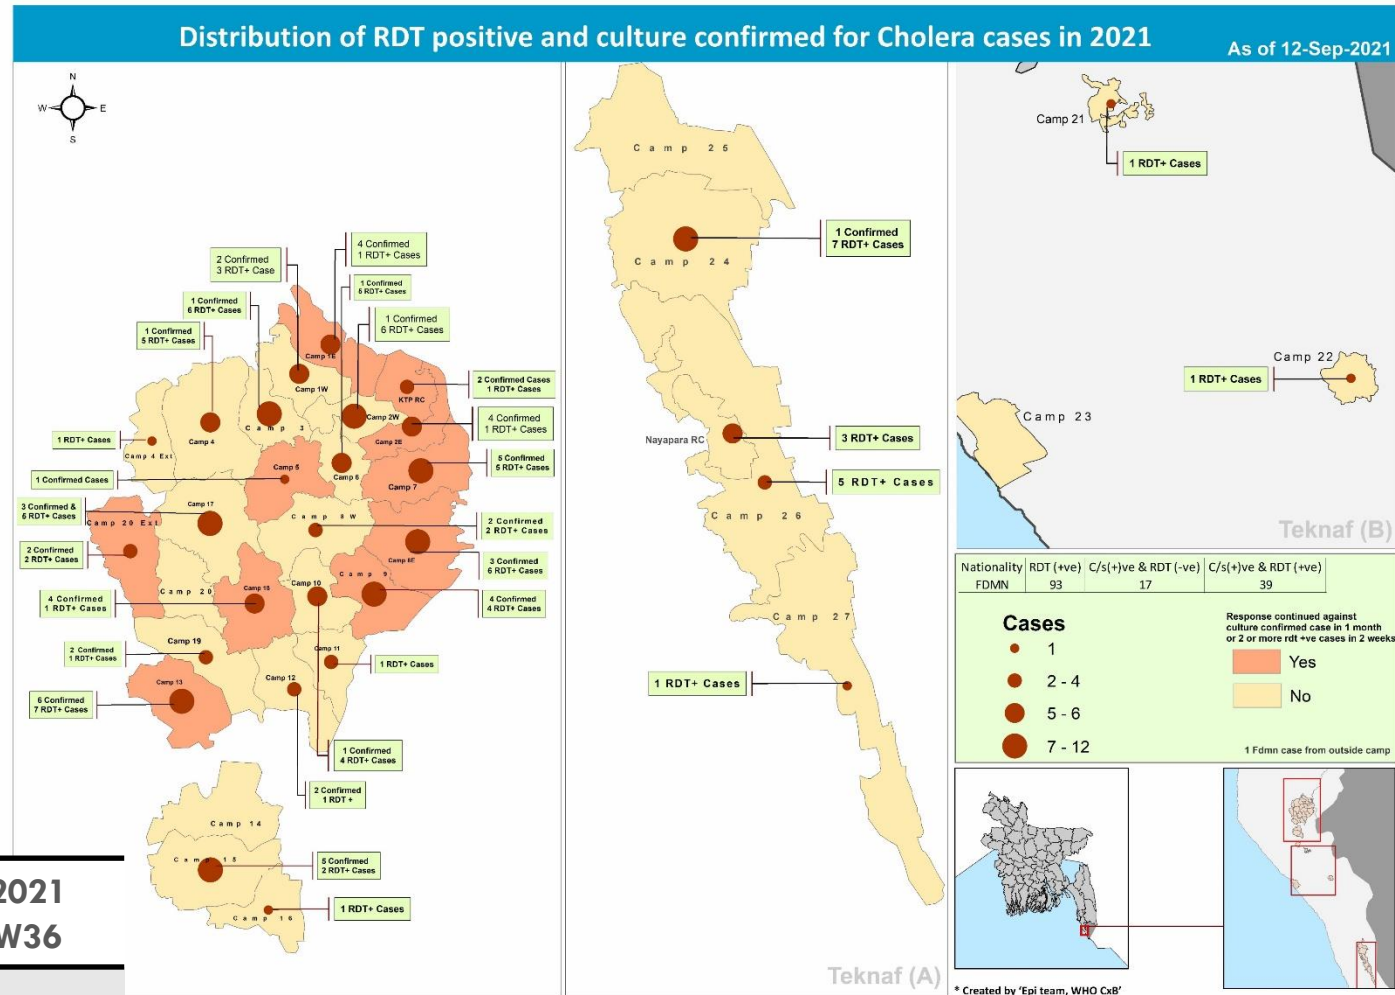 Distribution of RDT positive and culture confirmed for Cholera cases in 2021
As of 12-Sep-2021
N
W E
S
2 Confirmed
3 RDT+ Case
4 Confirmed
1 RDT+ Cases
1 Confirmed
5 RDT+ Cases
1 Confirmed
6 RDT+ Cases
1 Confirmed
6 RDT+ Cases
1 Confirmed
5 RDT+ Cases
2 Confirmed Cases
1 RDT+ Cases
4 Confirmed
1 RDT+ Cases
1 RDT+ Cases
5 Confirmed
5 RDT+ Cases
1 Confirmed Cases
3 Confirmed &
6 RDT+ Cases
2 Confirmed
2 RDT+ Cases
2 Confirmed
2 RDT+ Cases
3 Confirmed
6 RDT+ Cases
4 Confirmed
1 RDT+ Cases
4 Confirmed
4 RDT+ Cases
2 Confirmed
1 RDT+ Cases
1 RDT+ Cases
6 Confirmed
7 RDT+ Cases
1 Confirmed
4 RDT+ Cases
2 Confirmed
1 RDT +
5 Confirmed
2 RDT+ Cases
1 RDT+ Cases
Camp 1E
Camp 1W
KTP RC
Camp 3
Camp 2W
Camp 4
Camp 2E
Camp 4 Ext
Camp 5
Camp 6
Camp 7
Camp 17
Camp 8W
Camp 20 Ext
Camp 8E
Camp 10
Camp 9
Camp 20
Camp 18
Camp 19
Camp 11
Camp 12
Camp 13
Camp 14
Camp 15
Camp 16
2021
W36
Camp 25
Camp 24
1 Confirmed
7 RDT+ Cases
Nayapara RC
3 RDT+ Cases
5 RDT+ Cases
Camp 26
Camp 27
1 RDT+ Cases
Teknaf (A)
Camp 21
1 RDT+ Cases
Camp 22
1 RDT+ Cases
Camp 23
Teknaf (B)
Nationality RDT (+ve) C/s(+)ve & RDT (-ve) C/s(+)ve & RDT (+ve)
FDMN 93 17 39
Cases
1
2 - 4
5 - 6
7 - 12
Response continued against
culture confirmed case in 1 month
or 2 or more rdt +ve cases in 2 weeks
Yes
No
1 Fdmn case from outside camp
* Created by 'Epi team, WHO CxB'